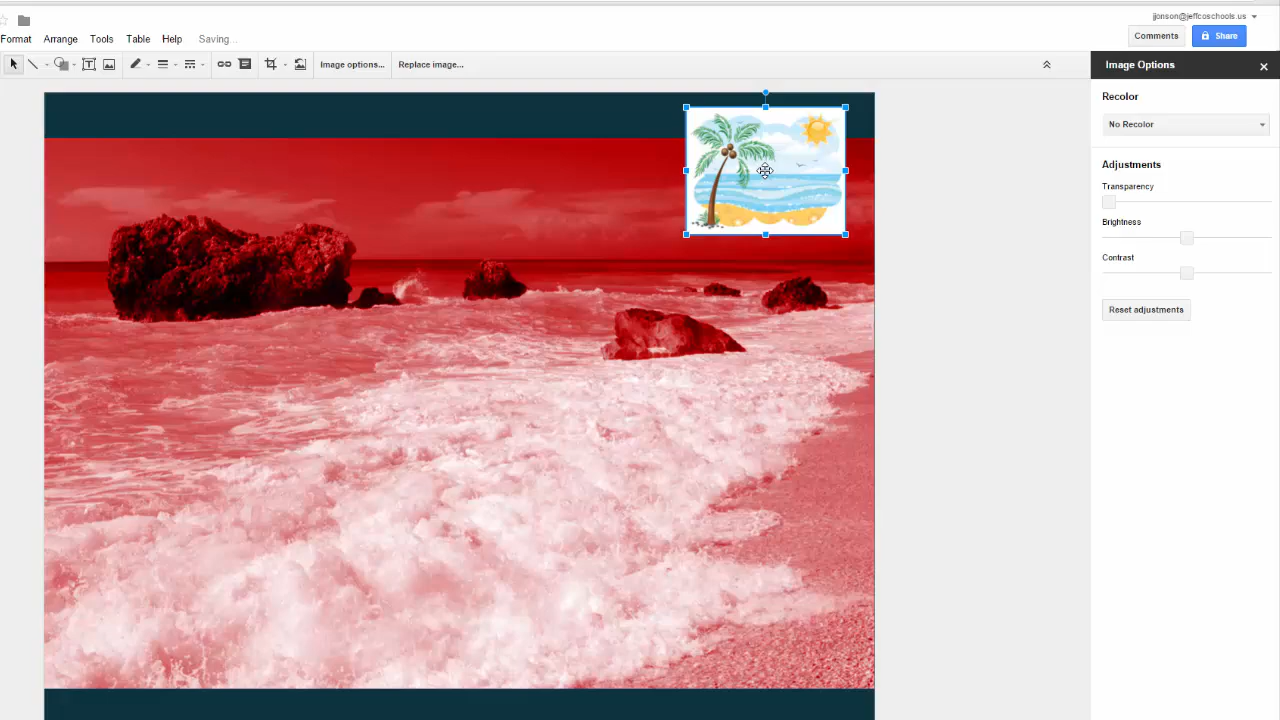 jjonson@jeffcoschools.us
Format Arrange Tools Table Help Saving...
Comments Share
Image options... Replace image...
Image Options
Recolor
No Recolor
Adjustments
Transparency
Brightness
Contrast
Reset adjustments